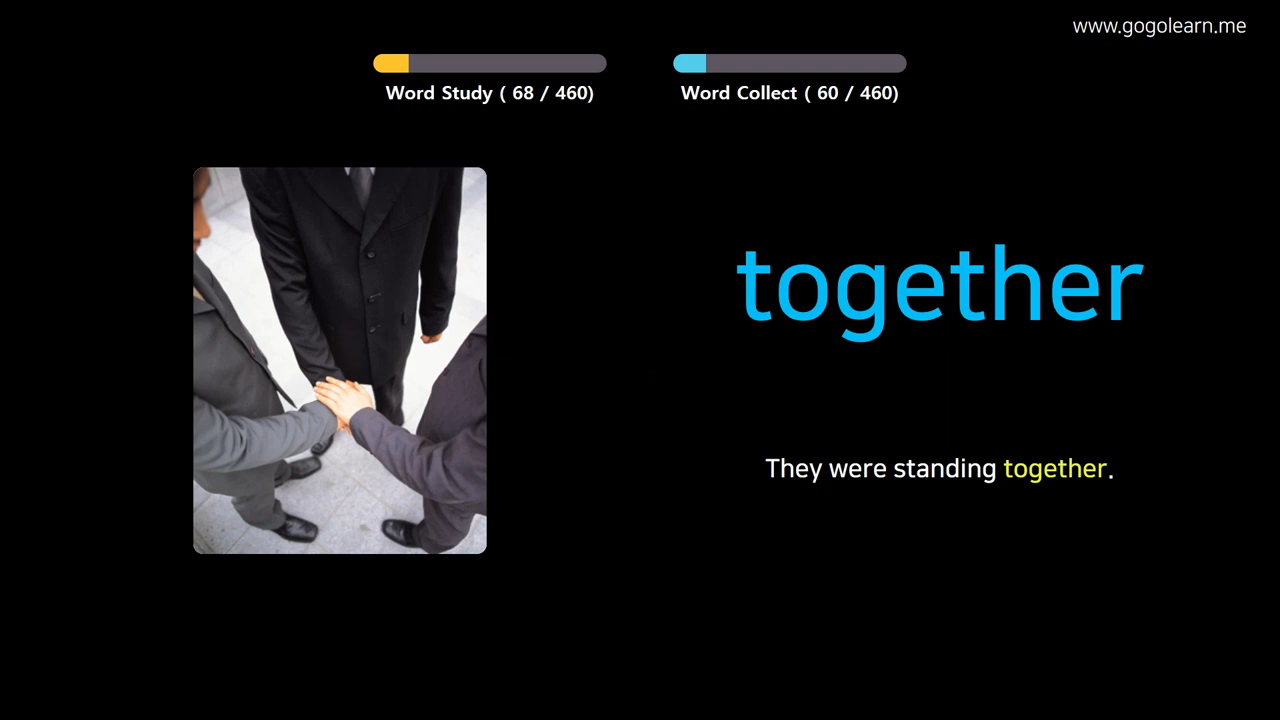 www.gogolearn.me
Word Study ( 68 / 460)
Word Collect ( 60 / 460)
together
They were standing together.